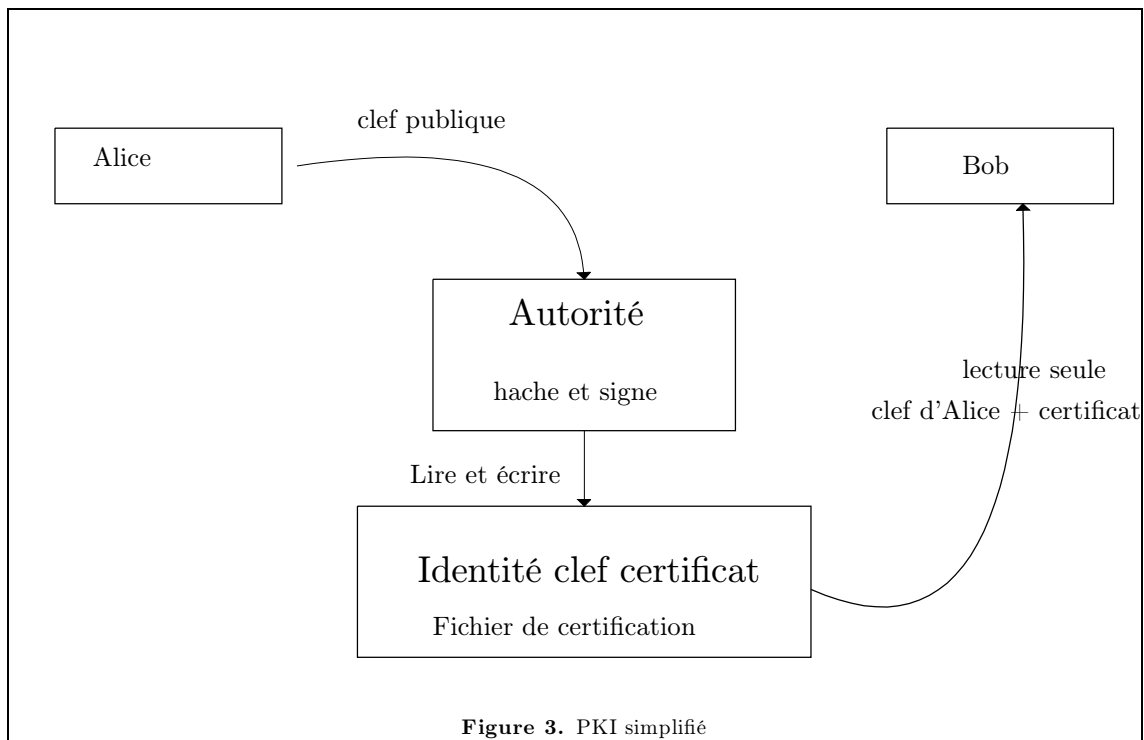 clef publique
Alice
Bob
Autorité
hache et signe
lecture seule
clef d'Alice + certificat
Lire et écrire
Identité clef certificat
Fichier de certification
Figure 3. PKI simplifié